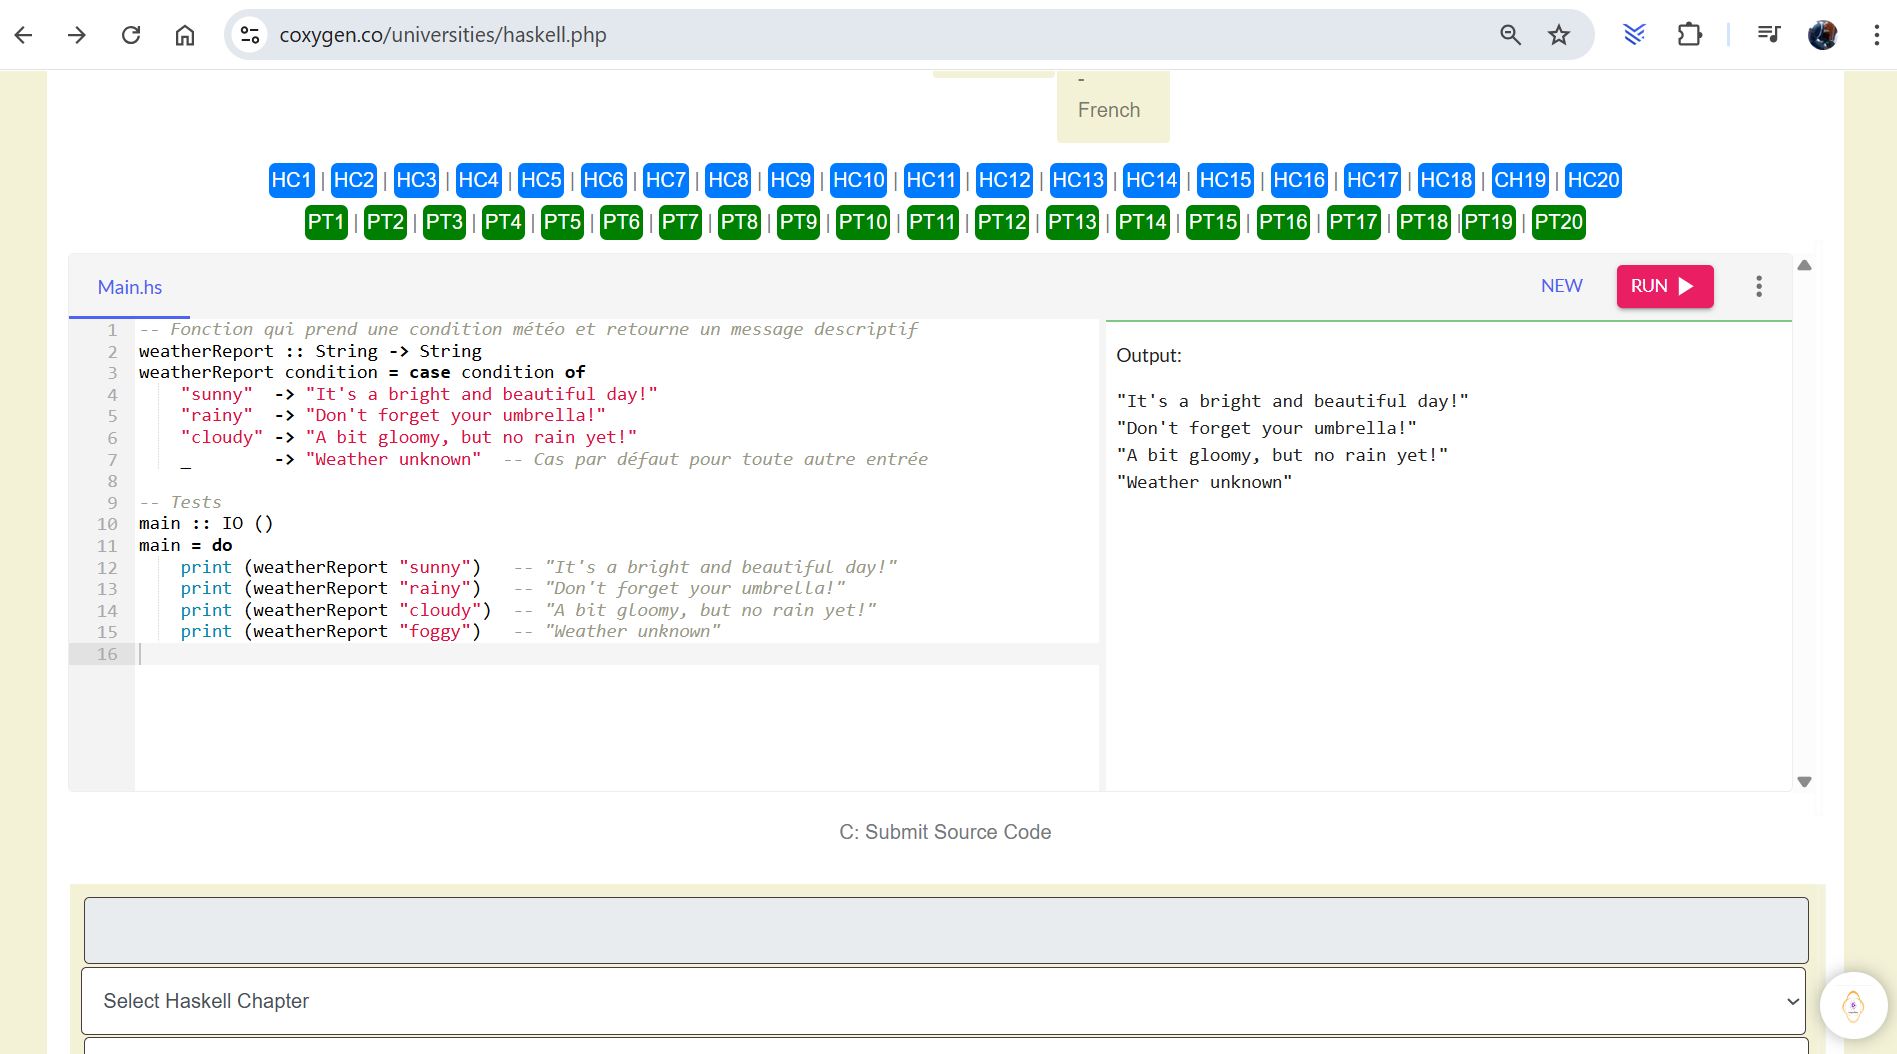 coxygen.co/universities/haskell.php
-
French
HC1 | HC2 | HC3 | HC4 | HC5 | HC6 | HC7 | HC8 | HC9 | HC10 | HC11 | HC12 | HC13 | HC14 | HC15 | HC16 | HC17 | HC18 | CH19 | HC20
PT1 | PT2 | PT3 | PT4 | PT5 | PT6 | PT7 | PT8 | PT9 | PT10 | PT11 | PT12 | PT13 | PT14 | PT15 | PT16 | PT17 | PT18 |PT19 | PT20
Main.hs
NEW
RUN
1 -- Fonction qui prend une condition météo et retourne un message descriptif
2 weatherReport :: String -> String
3 weatherReport condition = case condition of
4     "sunny"  -> "It's a bright and beautiful day!"
5     "rainy"  -> "Don't forget your umbrella!"
6     "cloudy" -> "A bit gloomy, but no rain yet!"
7     _        -> "Weather unknown"  -- Cas par défaut pour toute autre entrée
8
9 -- Tests
10 main :: IO ()
11 main = do
12     print (weatherReport "sunny")   -- "It's a bright and beautiful day!"
13     print (weatherReport "rainy")   -- "Don't forget your umbrella!"
14     print (weatherReport "cloudy")  -- "A bit gloomy, but no rain yet!"
15     print (weatherReport "foggy")   -- "Weather unknown"
16
Output:
"It's a bright and beautiful day!"
"Don't forget your umbrella!"
"A bit gloomy, but no rain yet!"
"Weather unknown"
C: Submit Source Code
Select Haskell Chapter